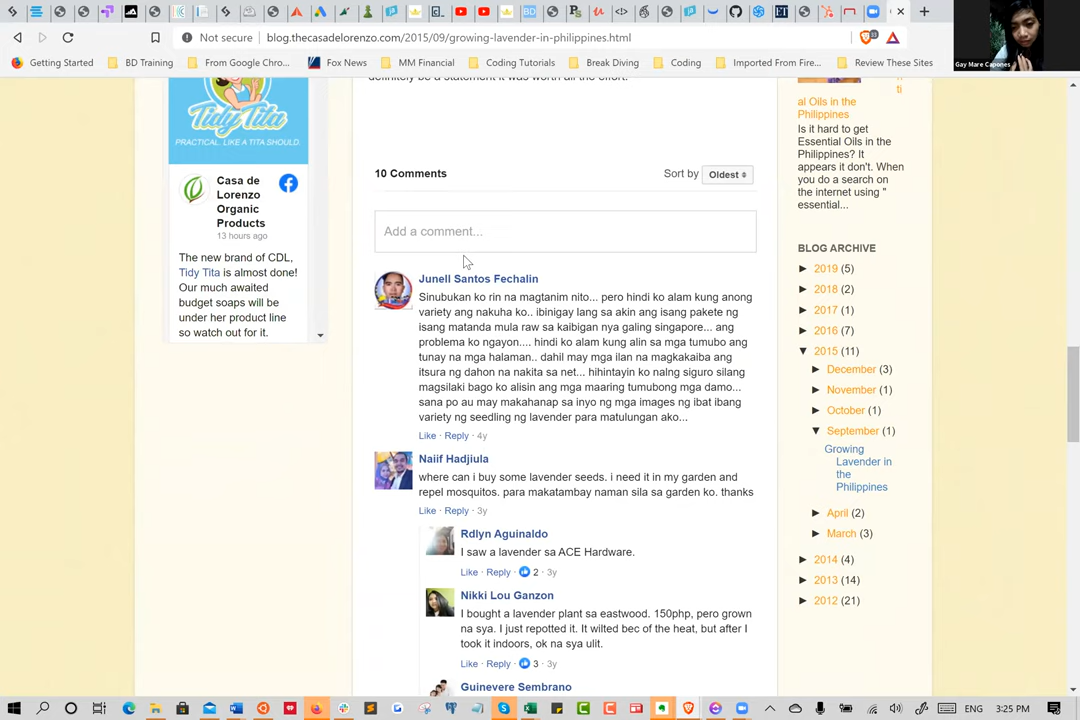 Not secure
blog.thecasadelorenzo.com/2015/09/growing-lavender-in-philippines.html
33
Gay Mare Capones
Getting Started
BD Training
From Google Chro...
Fox News
MM Financial
Coding Tutorials
Break Diving
Coding
Imported From Fire...
Review These Sites
definitely be a statement it was worth all the effort.
Tidy Tita
PRACTICAL. LIKE A TITA SHOULD.
Casa de
Lorenzo
Organic
Products
13 hours ago
The new brand of CDL,
Tidy Tita is almost done!
Our much awaited
budget soaps will be
under her product line
so watch out for it.
10 Comments
Sort by Oldest
Add a comment...
Junell Santos Fechalin
Sinubukan ko rin na magtanim nito... pero hindi ko alam kung anong
variety ang nakuha ko.. ibinigay lang sa akin ang isang pakete ng
isang matanda mula raw sa kaibigan nya galing singapore... ang
problema ko ngayon.... hindi ko alam kung alin sa mga tumubo ang
tunay na mga halaman.. dahil may mga ilan na magkakaiba ang
itsura ng dahon na nakita sa net... hihintayin ko nalng siguro silang
magsilaki bago ko alisin ang mga maaring tumubong mga damo...
sana po au may makahanap sa inyo ng mga images ng ibat ibang
variety ng seedling ng lavender para matulungan ako...
Like · Reply · 4y
Naiif Hadjiula
where can i buy some lavender seeds. i need it in my garden and
repel mosquitos. para makatambay naman sila sa garden ko. thanks
Like · Reply · 3y
Rdlyn Aguinaldo
I saw a lavender sa ACE Hardware.
Like · Reply · 2 · 3y
Nikki Lou Ganzon
I bought a lavender plant sa eastwood. 150php, pero grown
na sya. I just repotted it. It wilted bec of the heat, but after I
took it indoors, ok na sya ulit.
Like · Reply · 3 · 3y
Guinevere Sembrano
ti
al Oils in the
Philippines
Is it hard to get
Essential Oils in the
Philippines? It
appears it don't. When
you do a search on
the internet using "
essential...
BLOG ARCHIVE
► 2019 (5)
► 2018 (2)
► 2017 (1)
► 2016 (7)
▼ 2015 (11)
► December (3)
► November (1)
► October (1)
▼ September (1)
Growing
Lavender in
the
Philippines
► April (2)
► March (3)
► 2014 (4)
► 2013 (14)
► 2012 (21)
ENG
3:25 PM